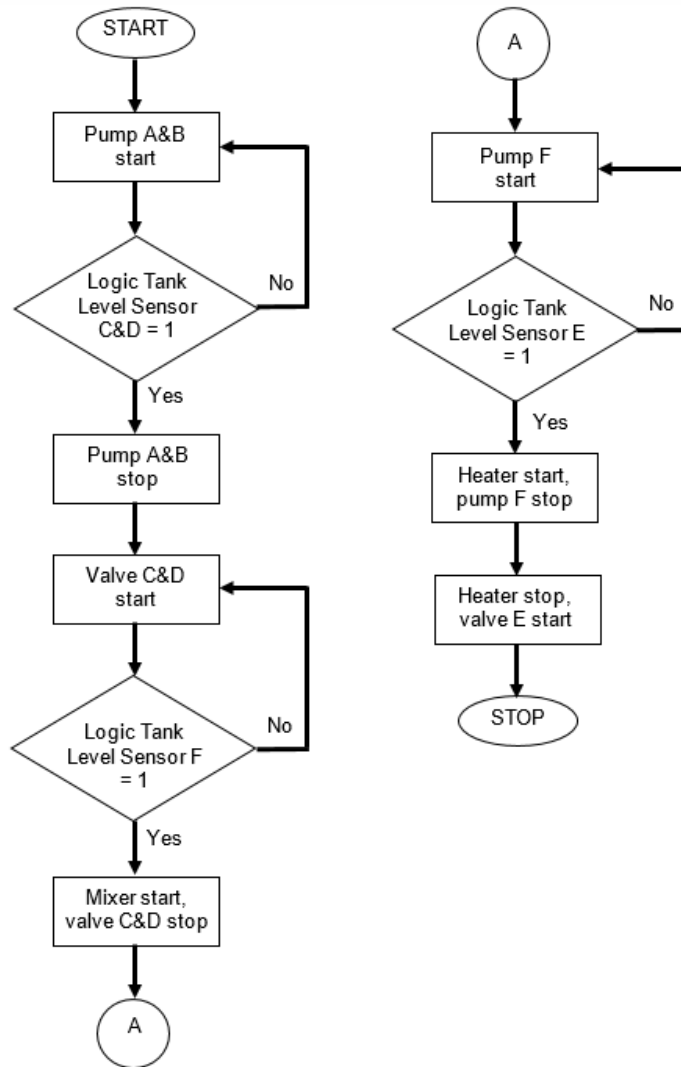 START
Pump A&B
start
Logic Tank
Level Sensor
C&D = 1
No
Yes
Pump A&B
stop
Valve C&D
start
Logic Tank
Level Sensor F
= 1
No
Yes
Mixer start,
valve C&D stop
A
A
Pump F
start
Logic Tank
Level Sensor E
= 1
No
Yes
Heater start,
pump F stop
Heater stop,
valve E start
STOP